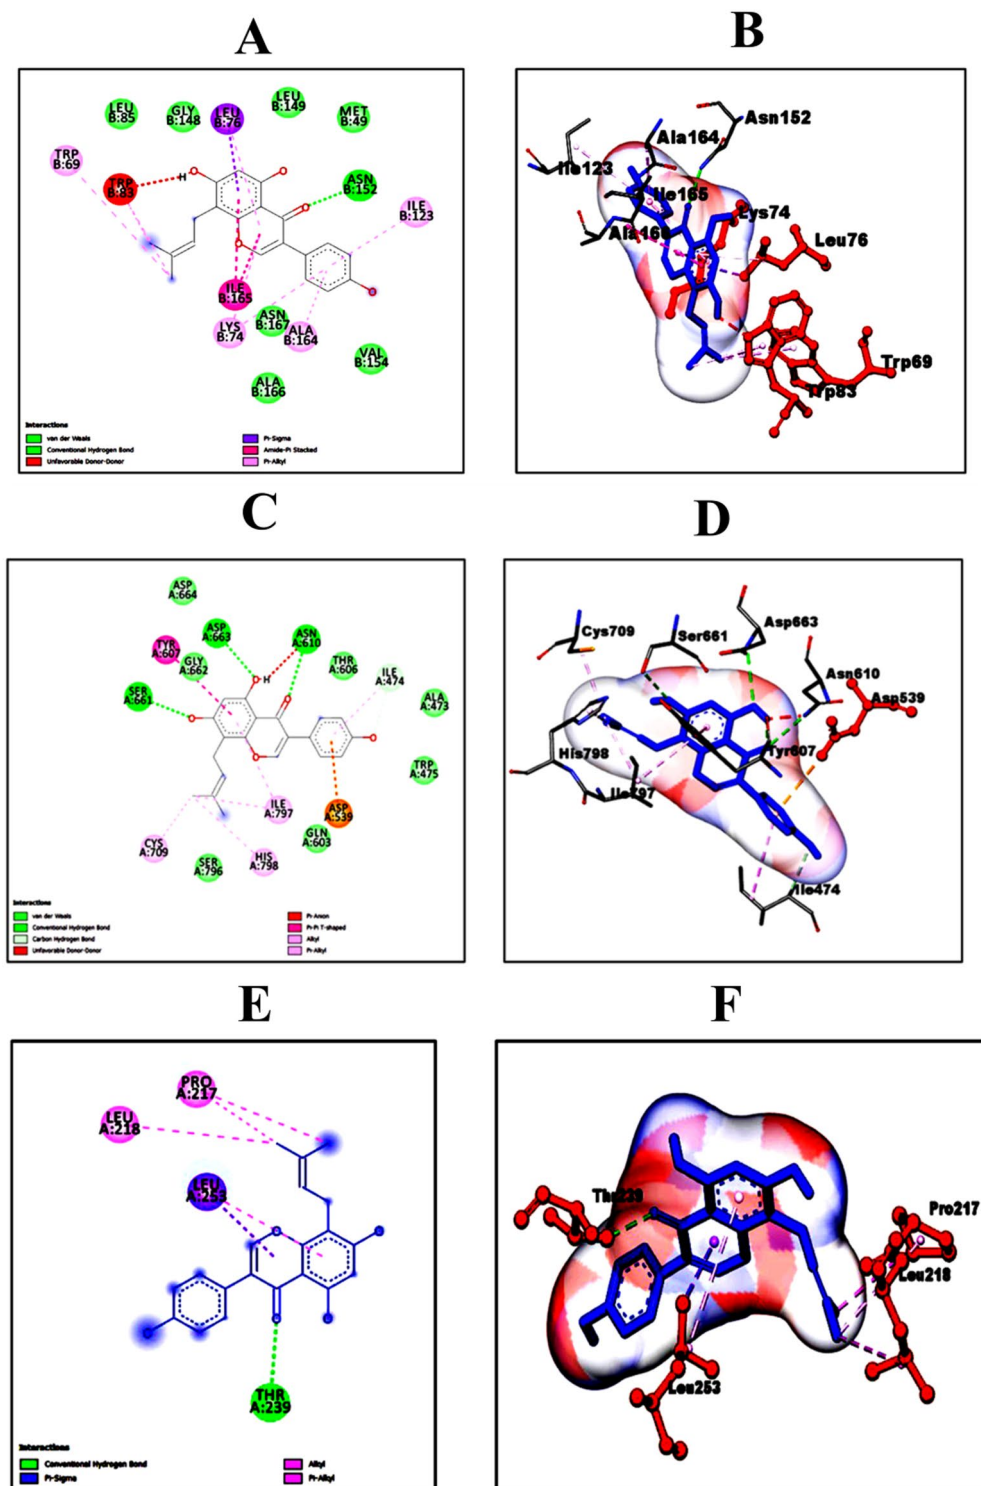 A
B
LEU
B:85
GLY
B:148
LEU
B:76
LEU
B:149
MET
B:49
TRP
B:69
TRP
B:83
H
ASN
B:152
ILE
B:123
O
ILE
B:165
LYS
B:74
ASN
B:167
ALA
B:164
VAL
B:154
ALA
B:166
Interactions
van der Waals
Conventional Hydrogen Bond
Unfavorable Donor-Donor
Pi-Sigma
Amide-Pi Stacked
Pi-Alkyl
Asn152
Ala164
Ile123
Ile165
Lys74
Ala166
Leu76
Trp69
Trp83
C
D
ASP
A:664
ASP
A:663
ASN
A:610
TYR
A:607
GLY
A:662
THR
A:606
ILE
A:474
SER
A:661
H
ALA
A:473
O
TRP
A:475
ILE
A:797
ASP
A:539
GLN
A:603
CYS
A:709
SER
A:796
HIS
A:798
Interactions
van der Waals
Conventional Hydrogen Bond
Carbon Hydrogen Bond
Unfavorable Donor-Donor
Pi-Anion
Pi-Pi T-shaped
Alkyl
Pi-Alkyl
Cys709
Ser661
Asp663
Asn610
Asp539
His798
Tyr607
Ile797
Ile474
E
F
PRO
A:217
LEU
A:218
LEU
A:253
THR
A:239
Interactions
Conventional Hydrogen Bond
Pi-Sigma
Alkyl
Pi-Alkyl
Thr239
Pro217
Leu218
Leu253